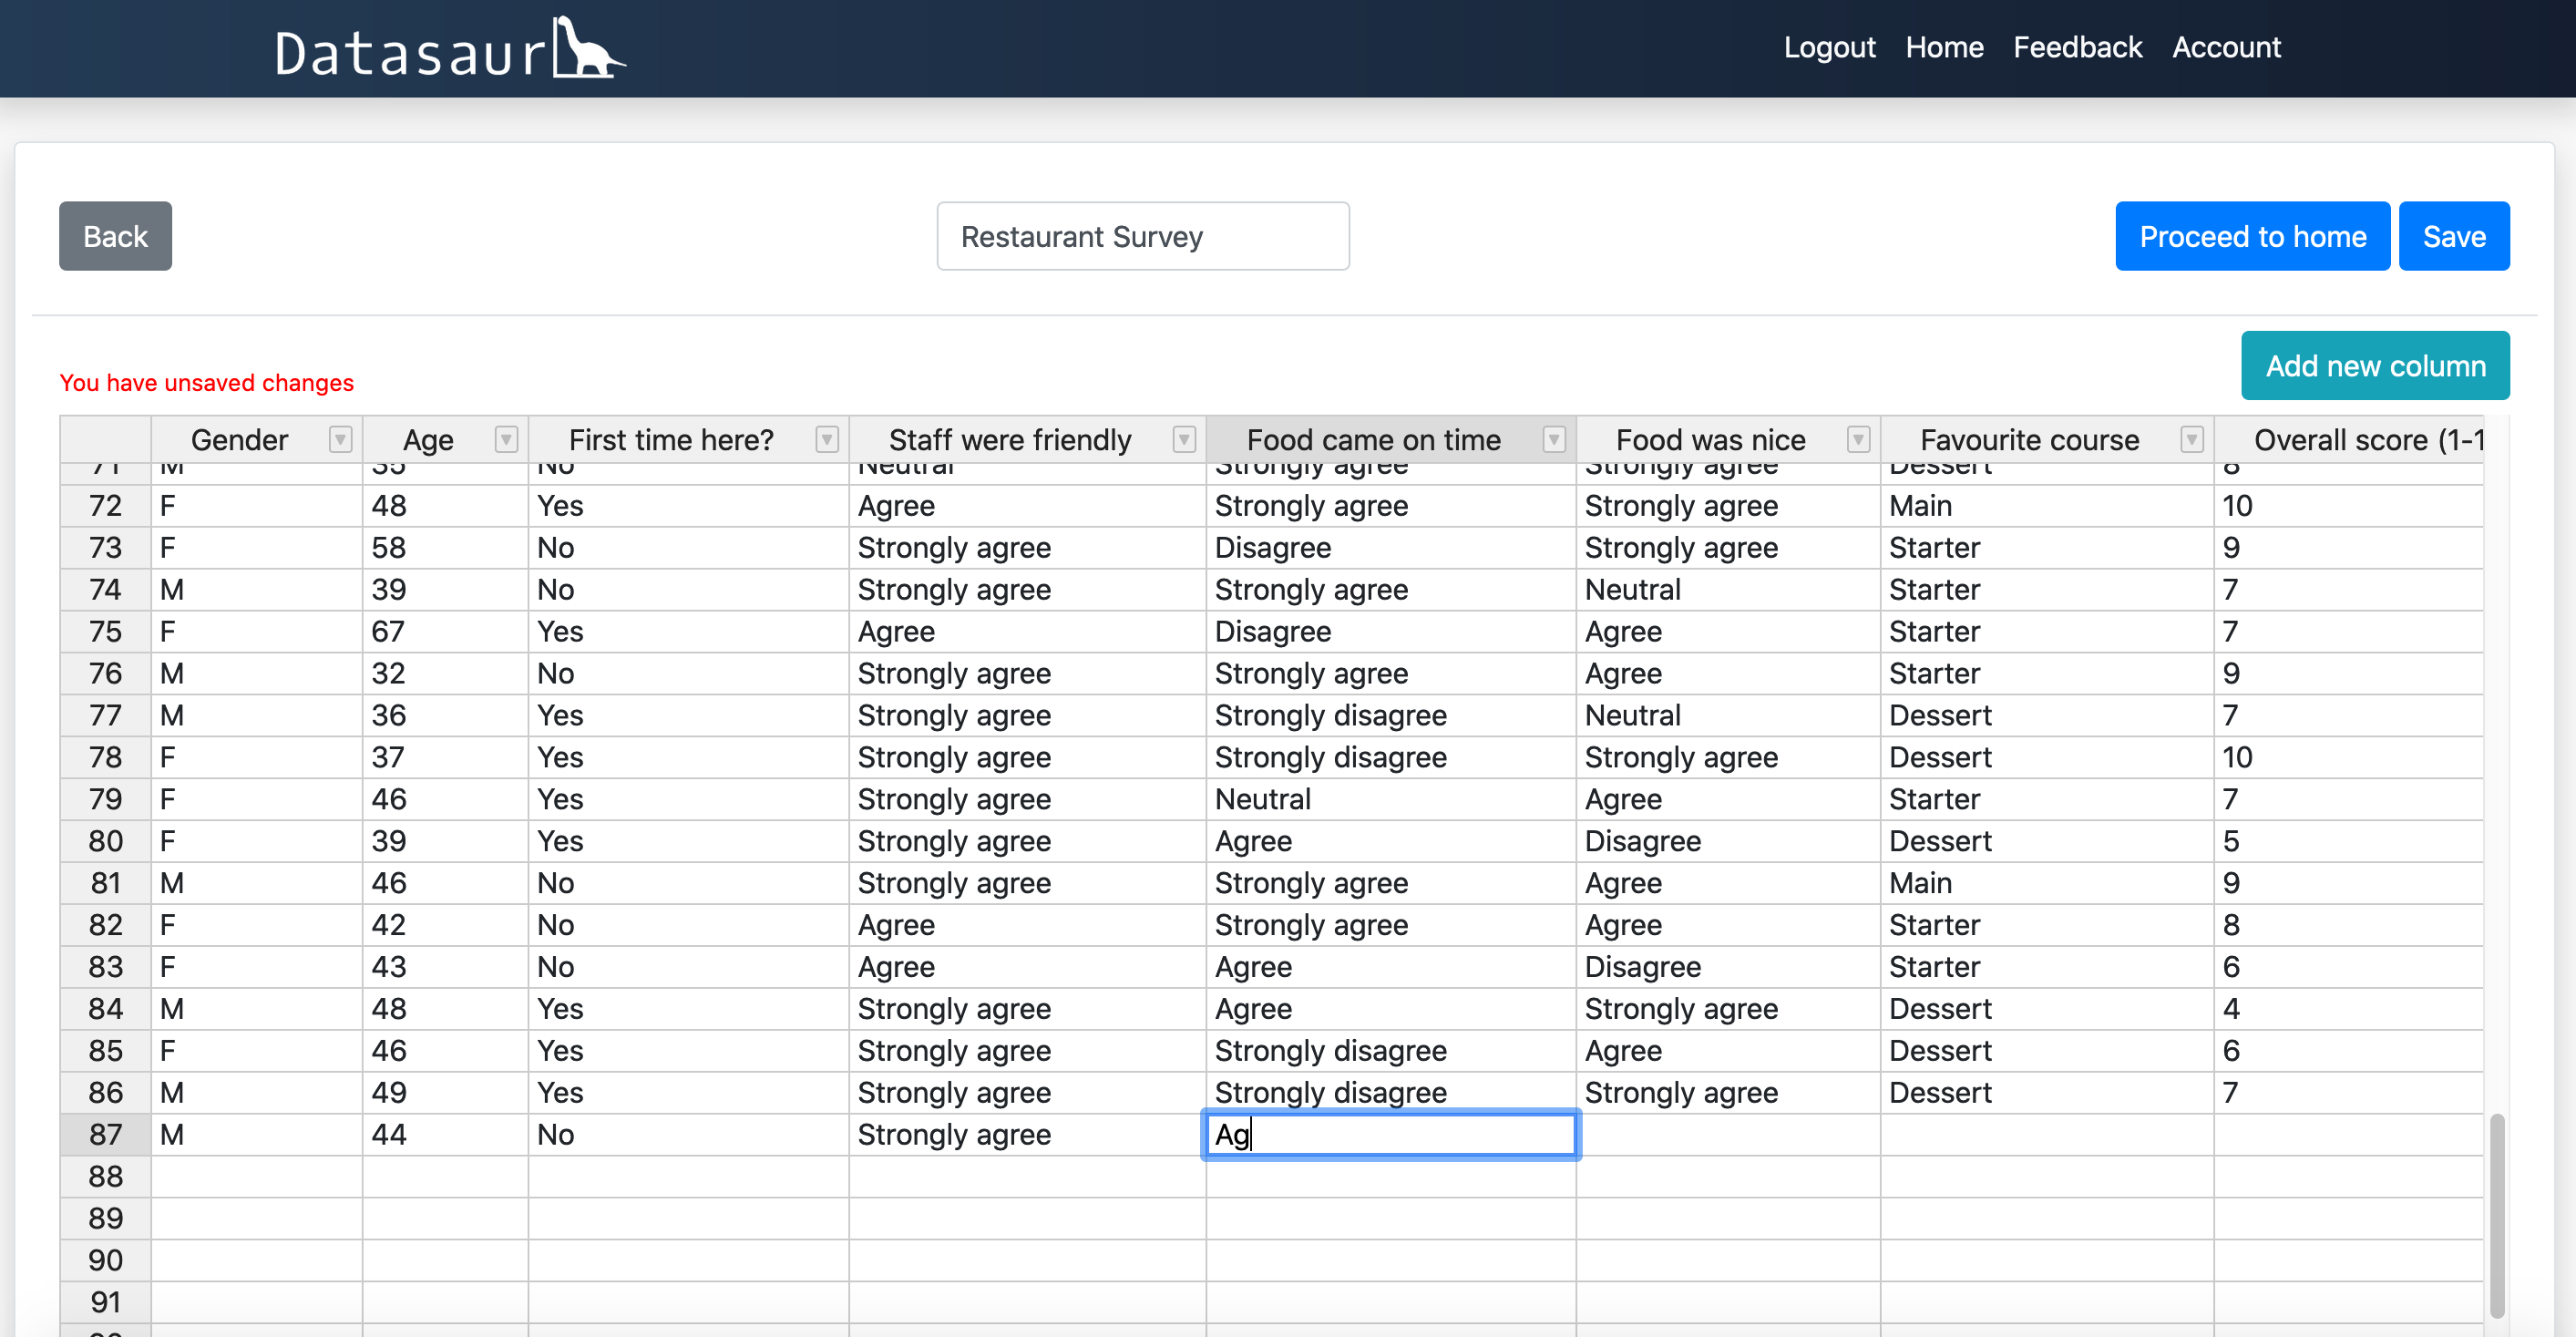 Datasaur
Logout Home Feedback Account
Back Restaurant Survey Proceed to home Save
Add new column
You have unsaved changes
Gender Age First time here? Staff were friendly Food came on time Food was nice Favourite course Overall score (1-1
71 M 35 No Neutral Strongly agree Strongly agree Dessert 8
72 F 48 Yes Agree Strongly agree Strongly agree Main 10
73 F 58 No Strongly agree Disagree Strongly agree Starter 9
74 M 39 No Strongly agree Strongly agree Neutral Starter 7
75 F 67 Yes Agree Disagree Agree Starter 7
76 M 32 No Strongly agree Strongly agree Agree Starter 9
77 M 36 Yes Strongly agree Strongly disagree Neutral Dessert 7
78 F 37 Yes Strongly agree Strongly disagree Strongly agree Dessert 10
79 F 46 Yes Strongly agree Neutral Agree Starter 7
80 F 39 Yes Strongly agree Agree Disagree Dessert 5
81 M 46 No Strongly agree Strongly agree Agree Main 9
82 F 42 No Agree Strongly agree Agree Starter 8
83 F 43 No Agree Agree Disagree Starter 6
84 M 48 Yes Strongly agree Agree Strongly agree Dessert 4
85 F 46 Yes Strongly agree Strongly disagree Agree Dessert 6
86 M 49 Yes Strongly agree Strongly disagree Strongly agree Dessert 7
87 M 44 No Strongly agree Ag
88
89
90
91